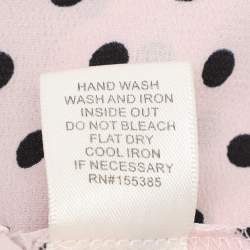 HAND WASH
WASH AND IRON
INSIDE OUT
DO NOT BLEACH
FLAT DRY
COOL IRON
IF NECESSARY
RN#155385